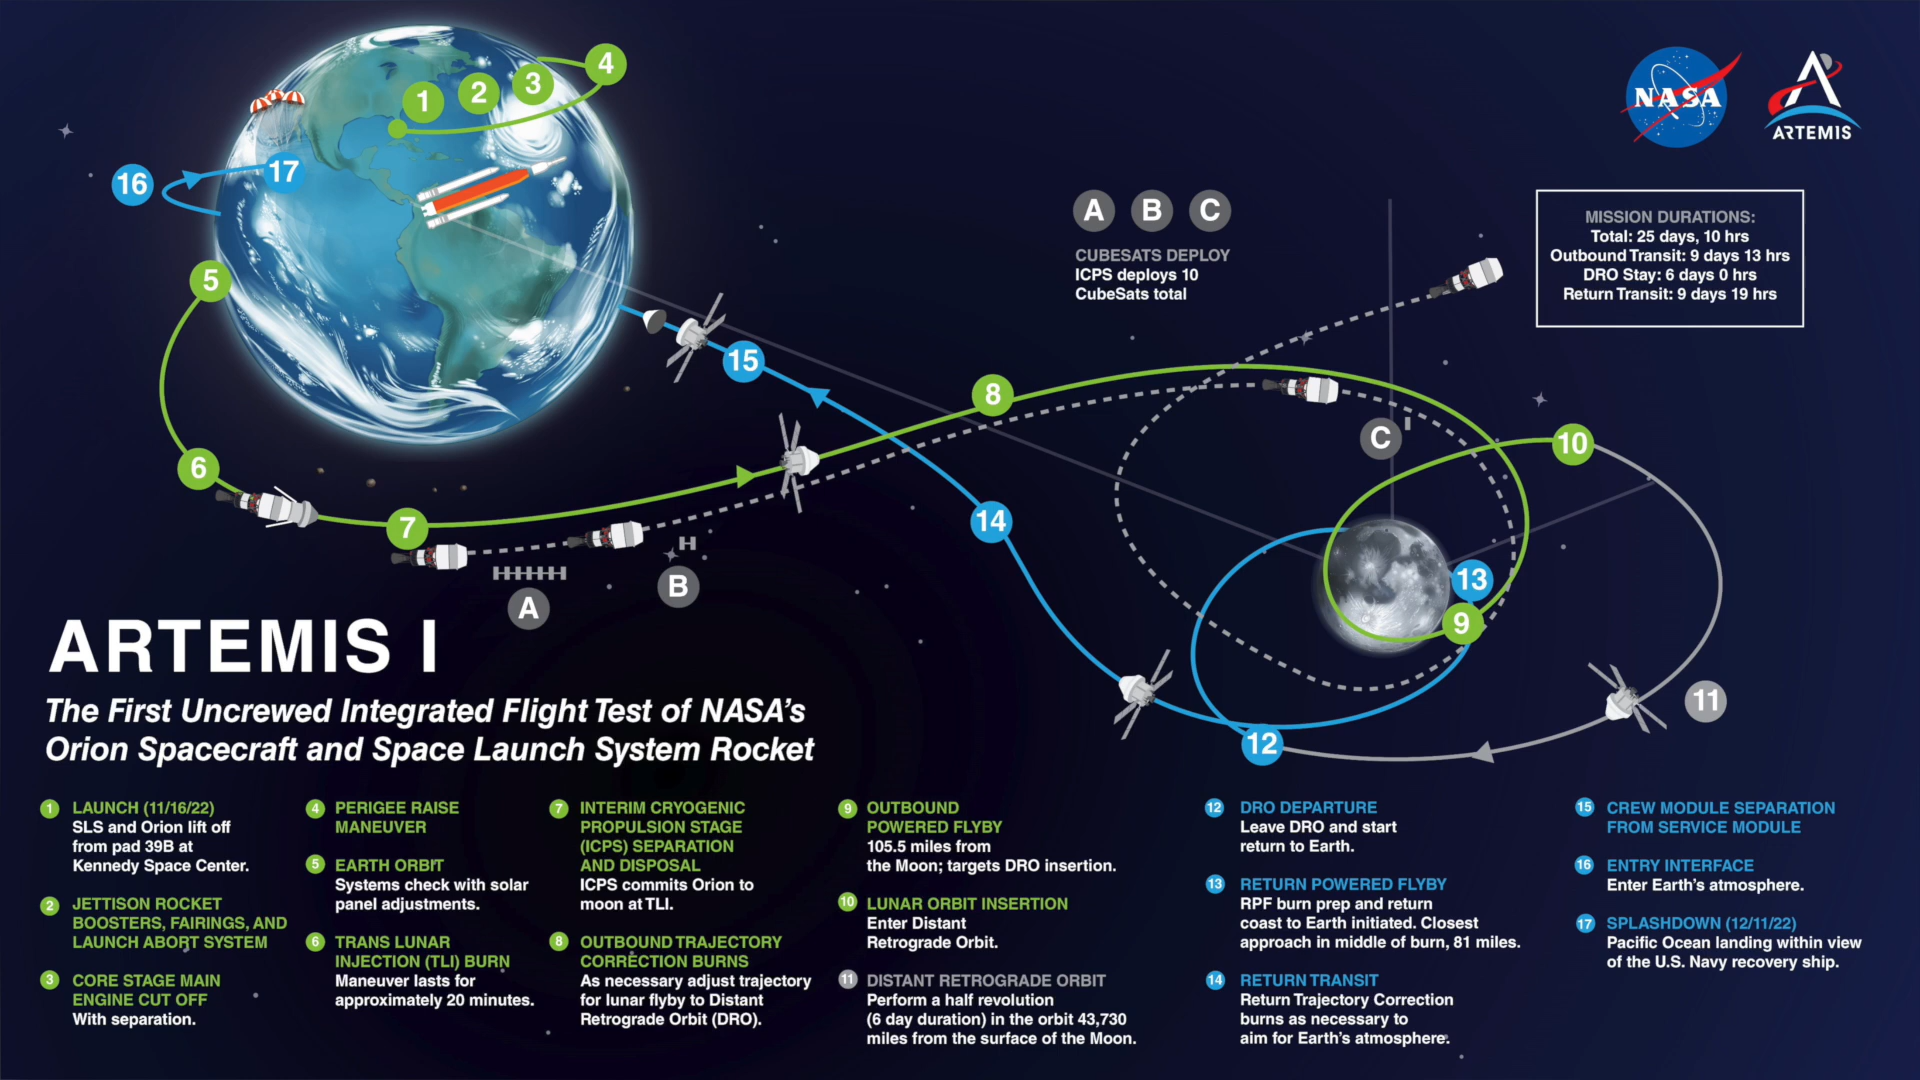 1
2
3
4
NASA
ARTEMIS
16
17
5
A B C
CUBESATS DEPLOY
ICPS deploys 10
CubeSats total
MISSION DURATIONS:
Total: 25 days, 10 hrs
Outbound Transit: 9 days 13 hrs
DRO Stay: 6 days 0 hrs
Return Transit: 9 days 19 hrs
15
8
C
10
6
7
14
A
B
13
9
11
12
ARTEMIS I
The First Uncrewed Integrated Flight Test of NASA's
Orion Spacecraft and Space Launch System Rocket
1 LAUNCH (11/16/22)
SLS and Orion lift off
from pad 39B at
Kennedy Space Center.
2 JETTISON ROCKET
BOOSTERS, FAIRINGS, AND
LAUNCH ABORT SYSTEM
3 CORE STAGE MAIN
ENGINE CUT OFF
With separation.
4 PERIGEE RAISE
MANEUVER
5 EARTH ORBIT
Systems check with solar
panel adjustments.
6 TRANS LUNAR
INJECTION (TLI) BURN
Maneuver lasts for
approximately 20 minutes.
7 INTERIM CRYOGENIC
PROPULSION STAGE
(ICPS) SEPARATION
AND DISPOSAL
ICPS commits Orion to
moon at TLI.
8 OUTBOUND TRAJECTORY
CORRECTION BURNS
As necessary adjust trajectory
for lunar flyby to Distant
Retrograde Orbit (DRO).
9 OUTBOUND
POWERED FLYBY
105.5 miles from
the Moon; targets DRO insertion.
10 LUNAR ORBIT INSERTION
Enter Distant
Retrograde Orbit.
11 DISTANT RETROGRADE ORBIT
Perform a half revolution
(6 day duration) in the orbit 43,730
miles from the surface of the Moon.
12 DRO DEPARTURE
Leave DRO and start
return to Earth.
13 RETURN POWERED FLYBY
RPF burn prep and return
coast to Earth initiated. Closest
approach in middle of burn, 81 miles.
14 RETURN TRANSIT
Return Trajectory Correction
burns as necessary to
aim for Earth's atmosphere.
15 CREW MODULE SEPARATION
FROM SERVICE MODULE
16 ENTRY INTERFACE
Enter Earth's atmosphere.
17 SPLASHDOWN (12/11/22)
Pacific Ocean landing within view
of the U.S. Navy recovery ship.